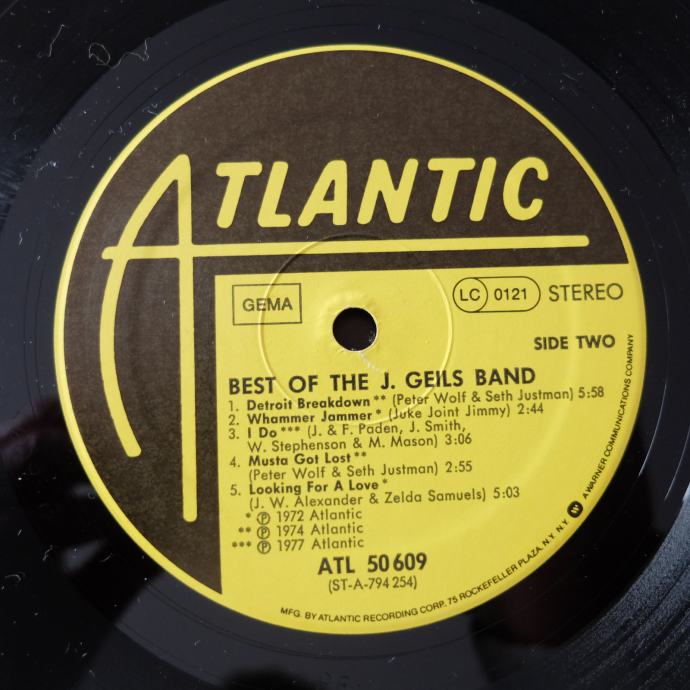 ATLANTIC
GEMA
LC 0121 STEREO
SIDE TWO
BEST OF THE J. GEILS BAND
1. Detroit Breakdown ** (Peter Wolf & Seth Justman) 5:58
2. Whammer Jammer * (Juke Joint Jimmy) 2:44
3. I Do *** (J. & F. Paden, J. Smith,
W. Stephenson & M. Mason) 3:06
4. Musta Got Lost **
(Peter Wolf & Seth Justman) 2:55
5. Looking For A Love *
(J. W. Alexander & Zelda Samuels) 5:03
* ℗ 1972 Atlantic
** ℗ 1974 Atlantic
*** ℗ 1977 Atlantic
ATL 50 609
(ST-A-794 254)
MFG. BY ATLANTIC RECORDING CORP. 75 ROCKEFELLER PLAZA, N.Y. N.Y. W A WARNER COMMUNICATIONS COMPANY